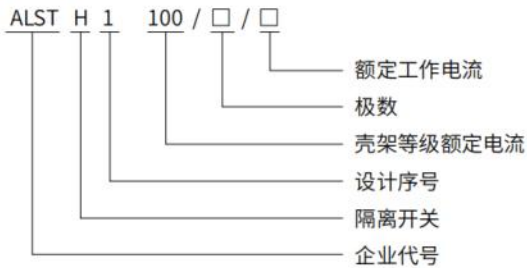 ALST H 1 100 / □ / □
额定工作电流
极数
壳架等级额定电流
设计序号
隔离开关
企业代号